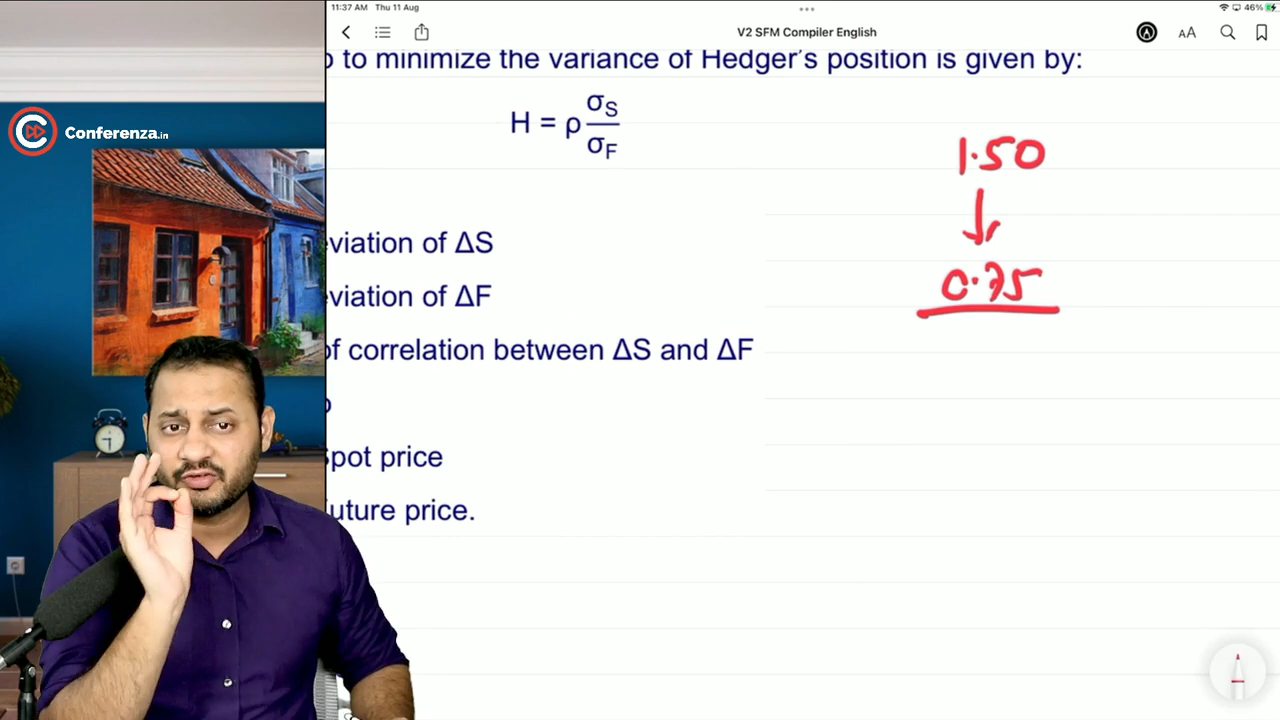 11:37 AM Thu 11 Aug
46%
V2 SFM Compiler English
AA
Conferenza.in
to minimize the variance of Hedger's position is given by:
H = ρ σS / σF
eviation of ΔS
eviation of ΔF
of correlation between ΔS and ΔF
Spot price
uture price.
1.50
0.75